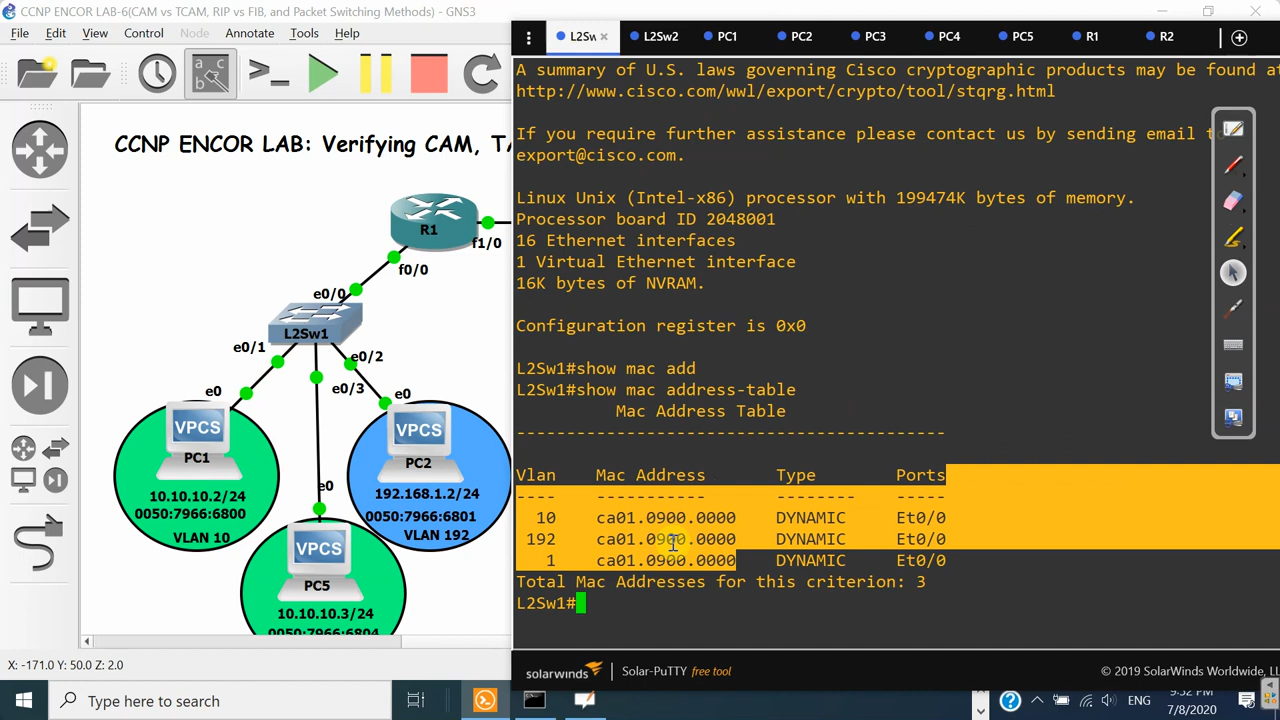 CCNP ENCOR LAB-6(CAM vs TCAM, RIP vs FIB, and Packet Switching Methods) - GNS3
File Edit View Control Node Annotate Tools Help
CCNP ENCOR LAB: Verifying CAM,
R1
f1/0
f0/0
e0/0
L2Sw1
e0/1
e0/2
e0/3
e0
e0
VPCS
PC1
10.10.10.2/24
0050:7966:6800
VLAN 10
VPCS
PC2
192.168.1.2/24
0050:7966:6801
VLAN 192
e0
VPCS
PC5
10.10.10.3/24
0050:7966:6804
X: -171.0 Y: 50.0 Z: 2.0
L2Sw L2Sw2 PC1 PC2 PC3 PC4 PC5 R1 R2
A summary of U.S. laws governing Cisco cryptographic products may be found at
http://www.cisco.com/wwl/export/crypto/tool/stqrg.html
If you require further assistance please contact us by sending email to
export@cisco.com.
Linux Unix (Intel-x86) processor with 199474K bytes of memory.
Processor board ID 2048001
16 Ethernet interfaces
1 Virtual Ethernet interface
16K bytes of NVRAM.
Configuration register is 0x0
L2Sw1#show mac add
L2Sw1#show mac address-table
Mac Address Table
-------------------------------------------
Vlan Mac Address Type Ports
---- ----------- -------- -----
10 ca01.0900.0000 DYNAMIC Et0/0
192 ca01.0900.0000 DYNAMIC Et0/0
1 ca01.0900.0000 DYNAMIC Et0/0
Total Mac Addresses for this criterion: 3
L2Sw1#
solarwinds Solar-PuTTY free tool © 2019 SolarWinds Worldwide,
Type here to search
ENG
9:52 PM
7/8/2020